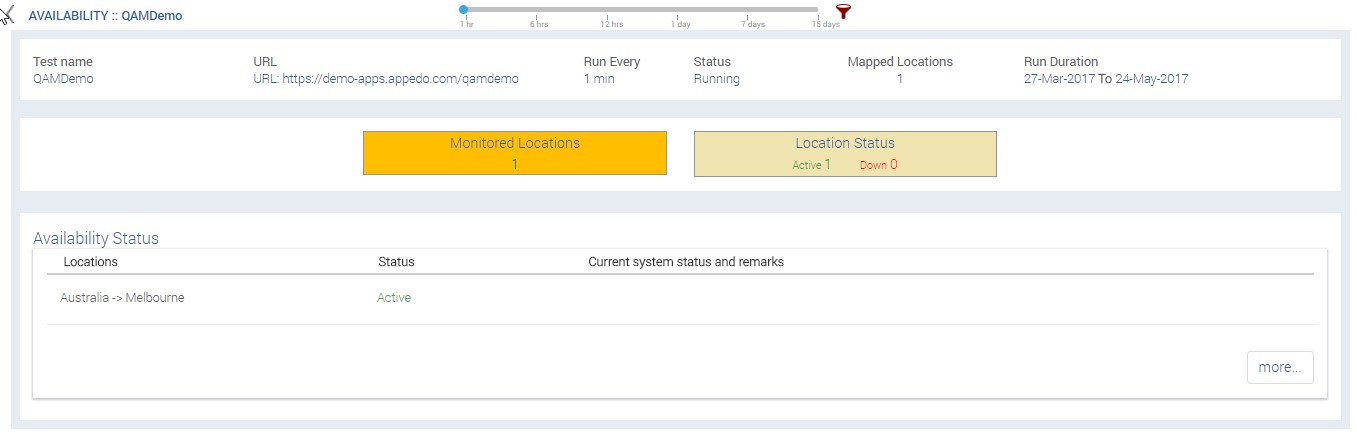 AVAILABILITY :: QAMDemo
1 hr 6 hrs 12 hrs 1 day 7 days 15 days
Test name URL Run Every Status Mapped Locations Run Duration
QAMDemo URL: https://demo-apps.appedo.com/qamdemo 1 min Running 1 27-Mar-2017 To 24-May-2017
Monitored Locations Location Status
1 Active 1 Down 0
Availability Status
Locations Status Current system status and remarks
Australia -> Melbourne Active
more...